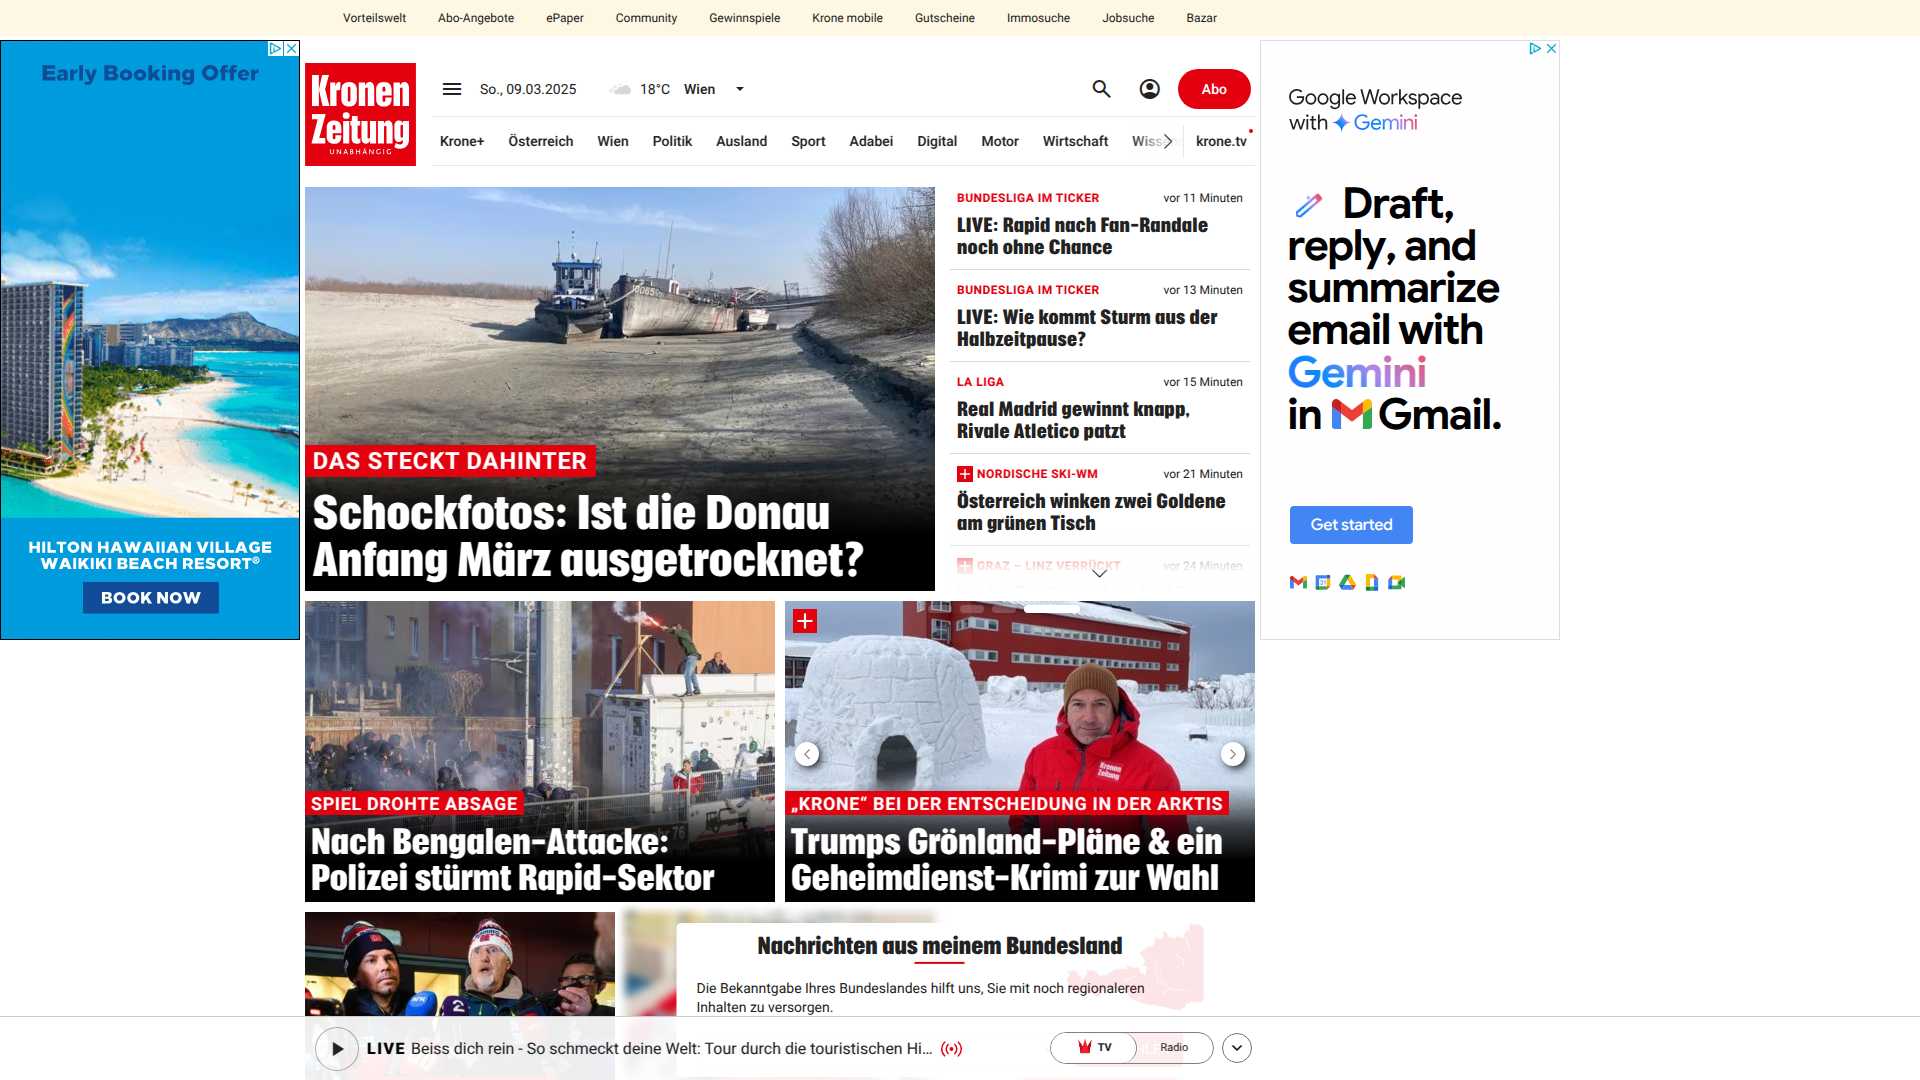 Vorteilswelt Abo-Angebote ePaper Community Gewinnspiele Krone mobile Gutscheine Immosuche Jobsuche Bazar
Early Booking Offer
HILTON HAWAIIAN VILLAGE
WAIKIKI BEACH RESORT®
BOOK NOW
Kronen
Zeitung
UNABHÄNGIG
So., 09.03.2025 18°C Wien
Abo
Krone+ Österreich Wien Politik Ausland Sport Adabei Digital Motor Wirtschaft krone.tv
DAS STECKT DAHINTER
Schockfotos: Ist die Donau
Anfang März ausgetrocknet?
BUNDESLIGA IM TICKER vor 11 Minuten
LIVE: Rapid nach Fan-Randale
noch ohne Chance
BUNDESLIGA IM TICKER vor 13 Minuten
LIVE: Wie kommt Sturm aus der
Halbzeitpause?
LA LIGA vor 15 Minuten
Real Madrid gewinnt knapp,
Rivale Atletico patzt
NORDISCHE SKI-WM vor 21 Minuten
Österreich winken zwei Goldene
am grünen Tisch
GRAZ – LINZ VERRÜCKT vor 24 Minuten
SPIEL DROHTE ABSAGE
Nach Bengalen-Attacke:
Polizei stürmt Rapid-Sektor
Kronen
Zeitung
„KRONE“ BEI DER ENTSCHEIDUNG IN DER ARKTIS
Trumps Grönland-Pläne & ein
Geheimdienst-Krimi zur Wahl
Nachrichten aus meinem Bundesland
Die Bekanntgabe Ihres Bundeslandes hilft uns, Sie mit noch regionaleren
Inhalten zu versorgen.
LIVE Beiss dich rein - So schmeckt deine Welt: Tour durch die touristischen Hi...
TV Radio
Google Workspace
with Gemini
Draft,
reply, and
summarize
email with
Gemini
in Gmail.
Get started